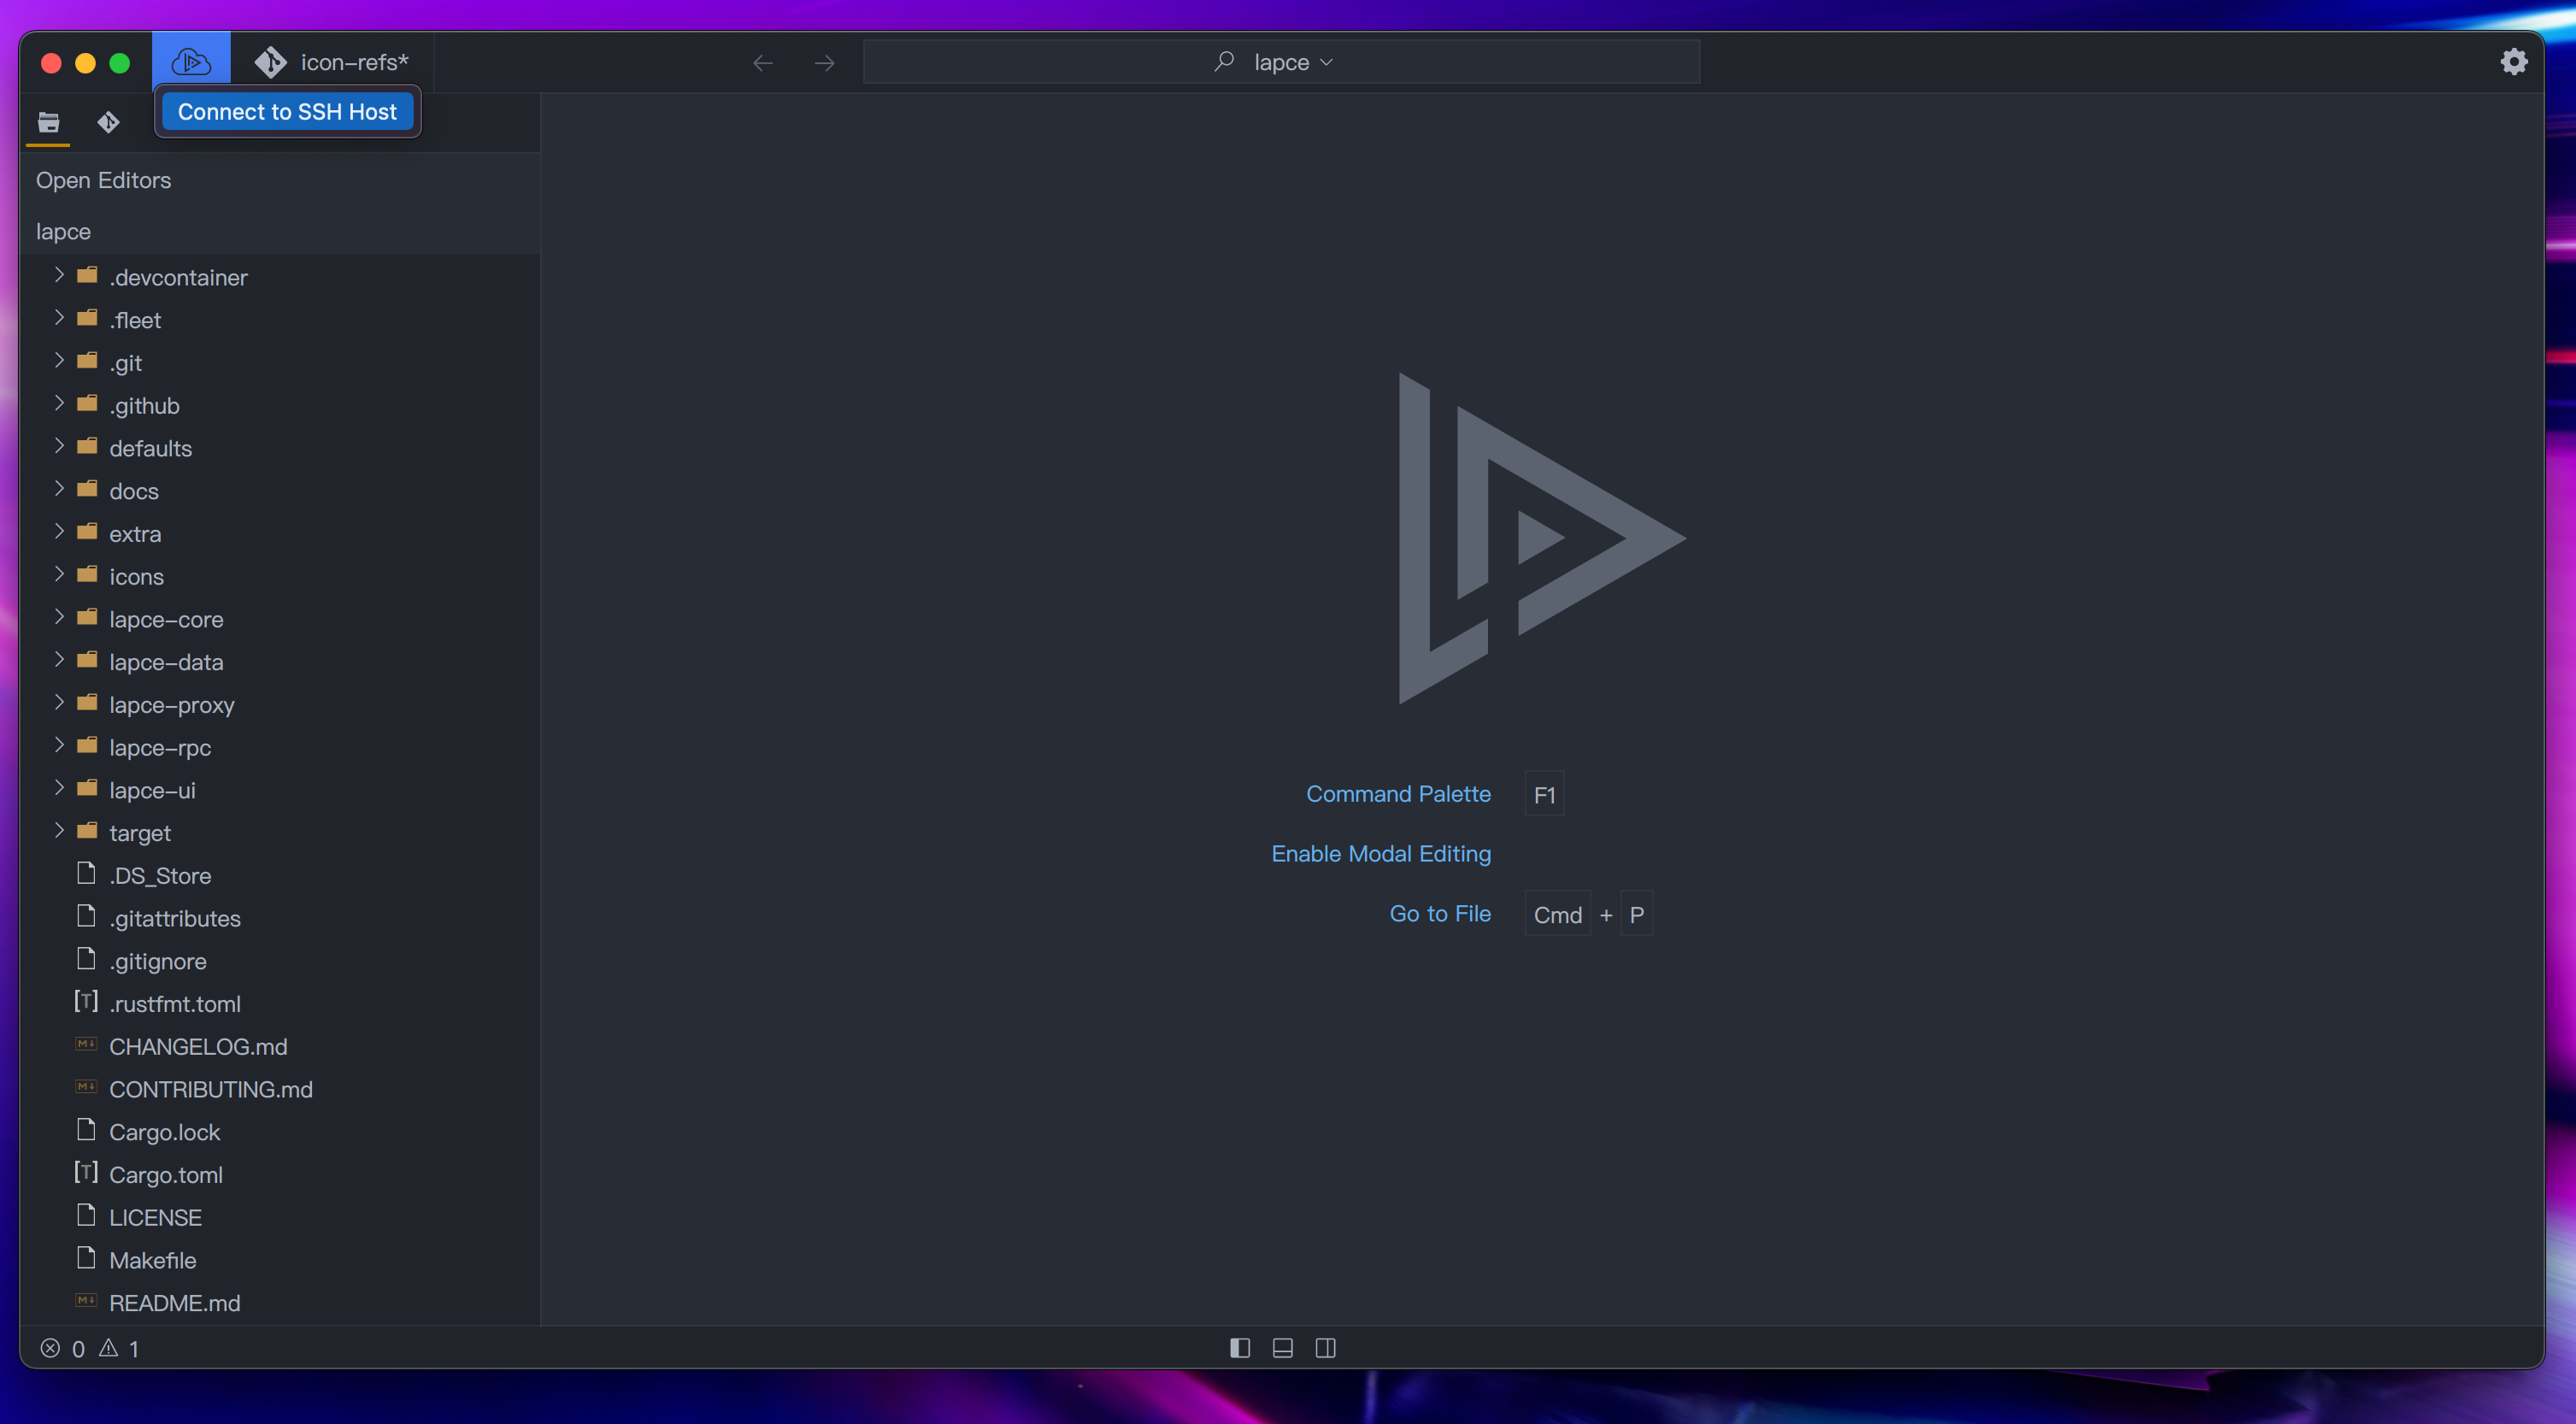 icon-refs*
lapce
Connect to SSH Host
Open Editors
lapce
.devcontainer
.fleet
.git
.github
defaults
docs
extra
icons
lapce-core
lapce-data
lapce-proxy
lapce-rpc
lapce-ui
target
.DS_Store
.gitattributes
.gitignore
[T] .rustfmt.toml
M↓ CHANGELOG.md
M↓ CONTRIBUTING.md
Cargo.lock
[T] Cargo.toml
LICENSE
Makefile
M↓ README.md
Command Palette F1
Enable Modal Editing
Go to File Cmd + P
0 1